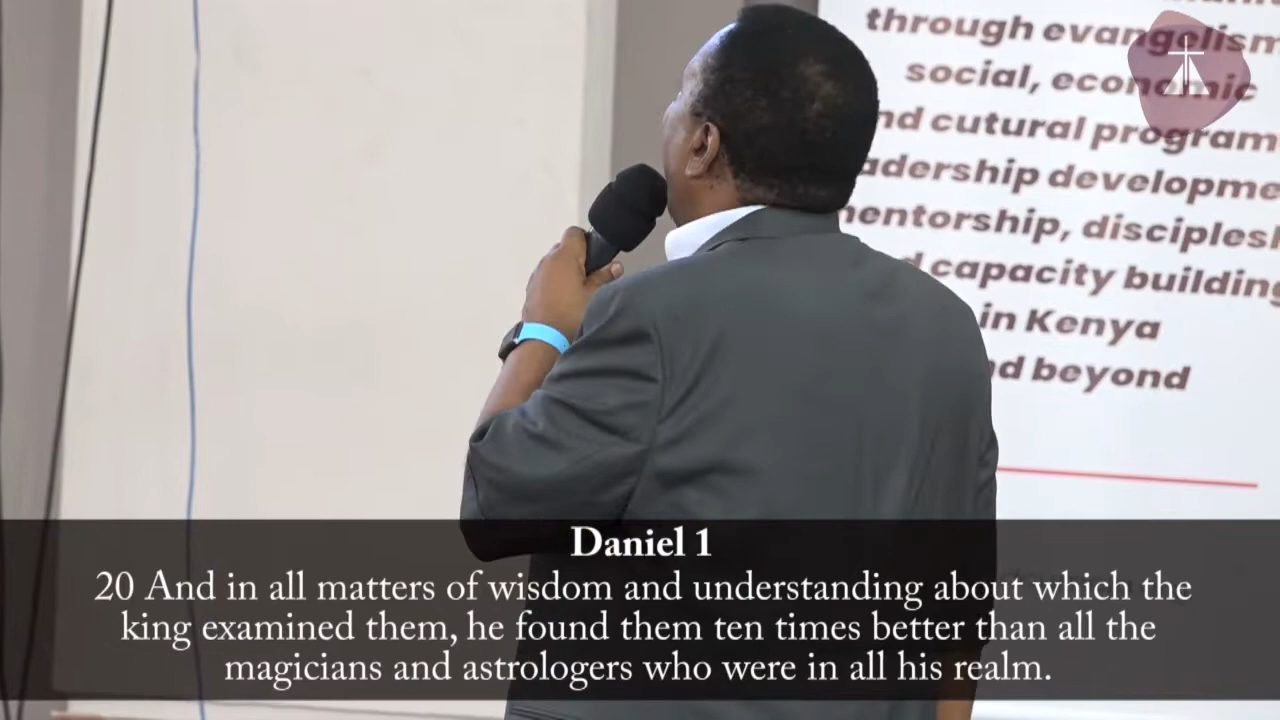 through evangelism
social, economic
cutural program
in Kenya
beyond
capacity building
Daniel 1
20 And in all matters of wisdom and understanding about which the
king examined them, he found them ten times better than all the
magicians and astrologers who were in all his realm.